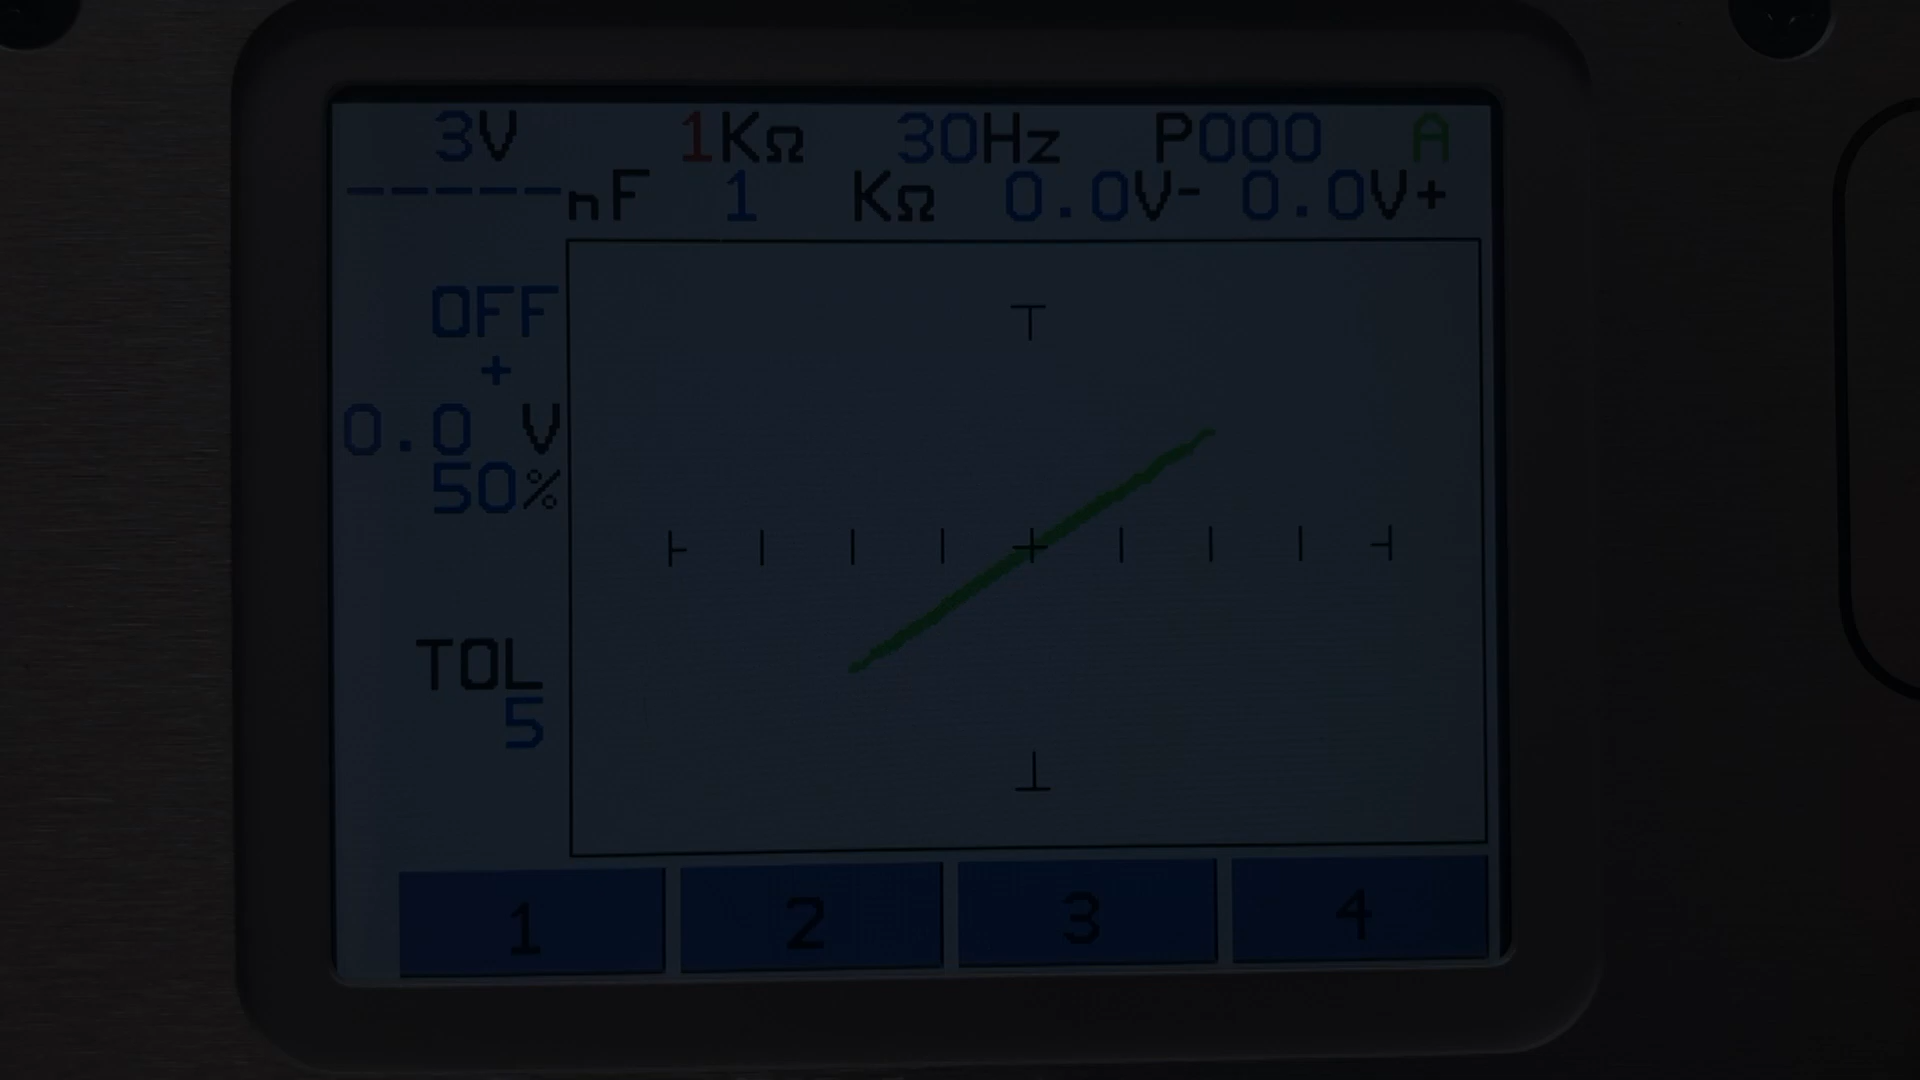 3V 1KΩ 30Hz P000 A
-----nF 1 KΩ 0.0V- 0.0V+
OFF
+
0.0 V
50%
TOL
5
1 2 3 4